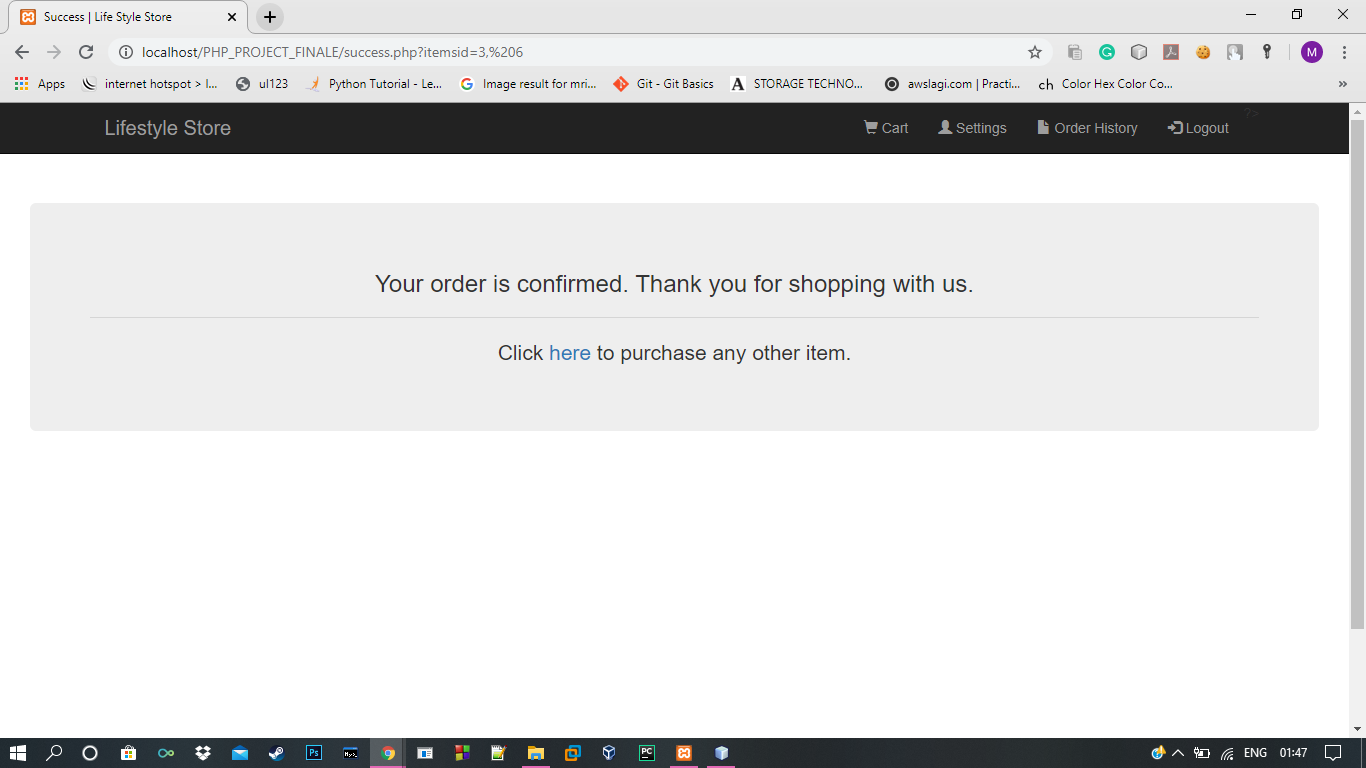 Success | Life Style Store
localhost/PHP_PROJECT_FINALE/success.php?itemsid=3,%206
M
Apps internet hotspot > I... ul123 Python Tutorial - Le... Image result for mri... Git - Git Basics A STORAGE TECHNO... awslagi.com | Practi... ch Color Hex Color Co... »
Lifestyle Store Cart Settings Order History Logout ?>
Your order is confirmed. Thank you for shopping with us.
Click here to purchase any other item.
Ps PC ENG 01:47